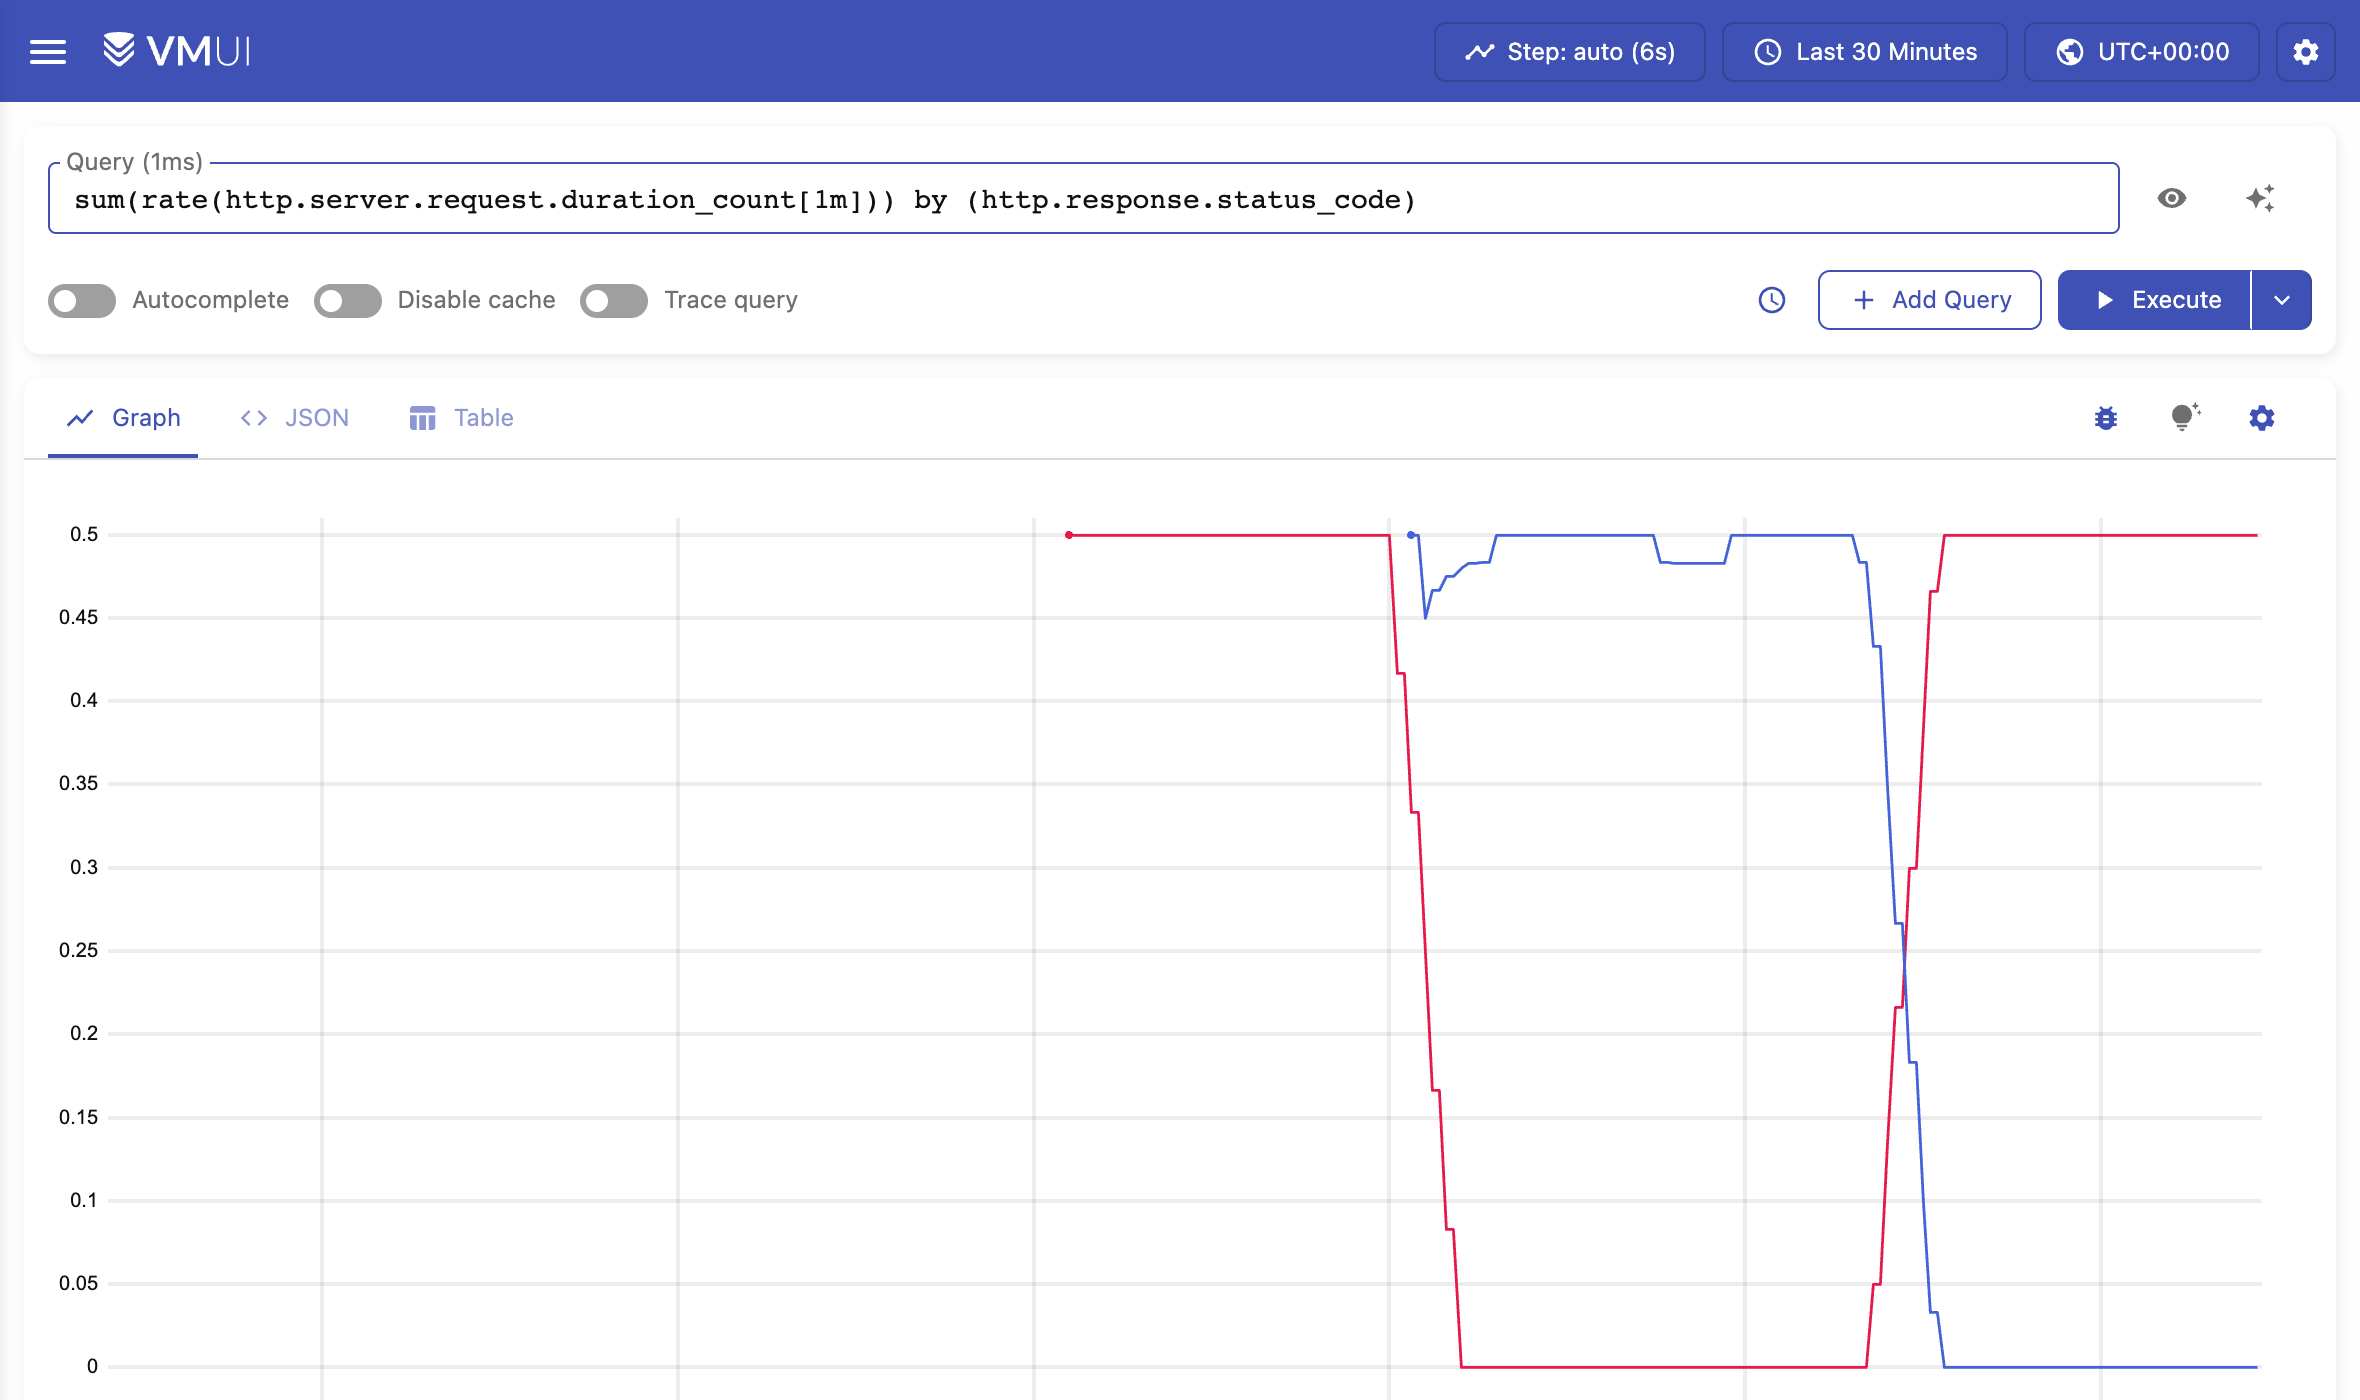 VMUI
Step: auto (6s)
Last 30 Minutes
UTC+00:00
Query (1ms)
sum(rate(http.server.request.duration_count[1m])) by (http.response.status_code)
Autocomplete
Disable cache
Trace query
Add Query
Execute
Graph
JSON
Table
0.5
0.45
0.4
0.35
0.3
0.25
0.2
0.15
0.1
0.05
0